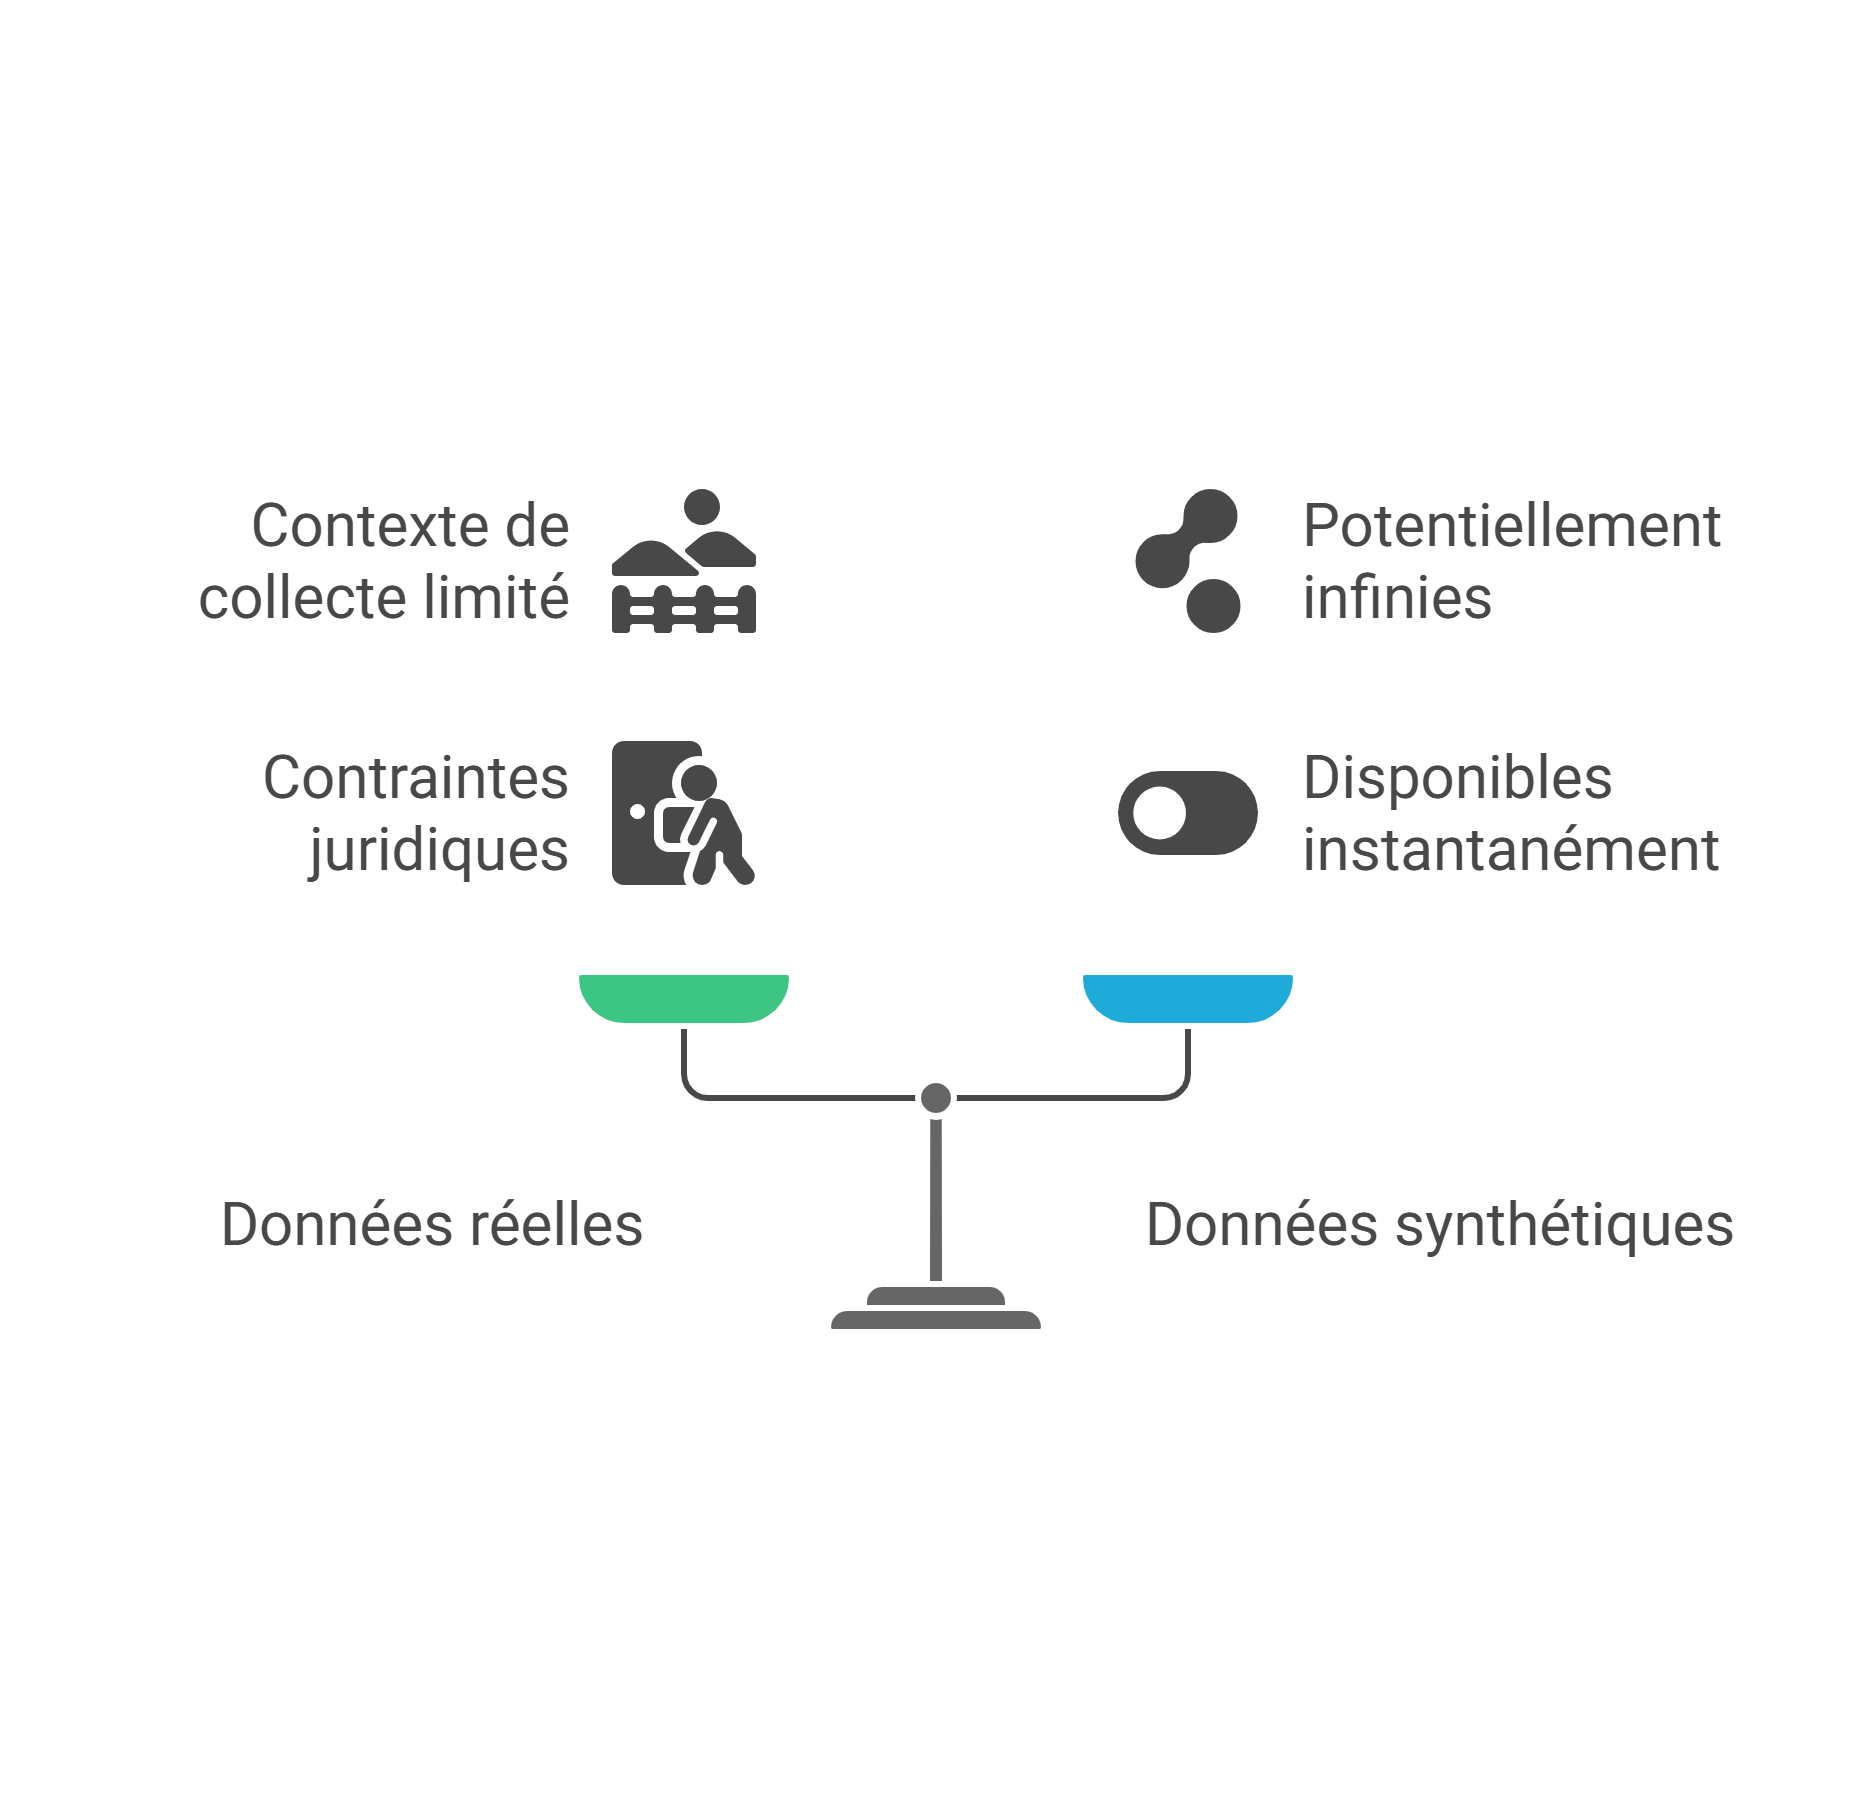 Contexte de
collecte limité
Potentiellement
infinies
Contraintes
juridiques
Disponibles
instantanément
Données réelles
Données synthétiques